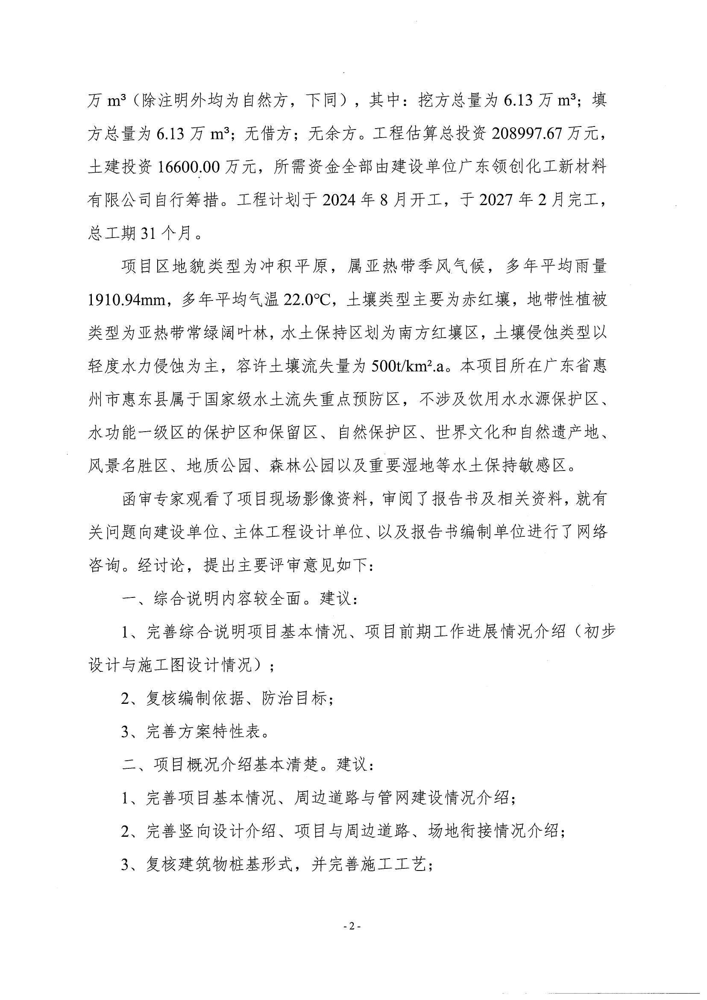 万 m³（除注明外均为自然方，下同），其中：挖方总量为 6.13 万 m³；填
方总量为 6.13 万 m³；无借方；无余方。工程估算总投资 208997.67 万元，
土建投资 16600.00 万元，所需资金全部由建设单位广东领创化工新材料
有限公司自行筹措。工程计划于 2024 年 8 月开工，于 2027 年 2 月完工，
总工期 31 个月。
项目区地貌类型为冲积平原，属亚热带季风气候，多年平均雨量
1910.94mm，多年平均气温 22.0℃，土壤类型主要为赤红壤，地带性植被
类型为亚热带常绿阔叶林，水土保持区划为南方红壤区，土壤侵蚀类型以
轻度水力侵蚀为主，容许土壤流失量为 500t/km².a。本项目所在广东省惠
州市惠东县属于国家级水土流失重点预防区，不涉及饮用水水源保护区、
水功能一级区的保护区和保留区、自然保护区、世界文化和自然遗产地、
风景名胜区、地质公园、森林公园以及重要湿地等水土保持敏感区。
函审专家观看了项目现场影像资料，审阅了报告书及相关资料，就有
关问题向建设单位、主体工程设计单位、以及报告书编制单位进行了网络
咨询。经讨论，提出主要评审意见如下：
一、综合说明内容较全面。建议：
1、完善综合说明项目基本情况、项目前期工作进展情况介绍（初步
设计与施工图设计情况）；
2、复核编制依据、防治目标；
3、完善方案特性表。
二、项目概况介绍基本清楚。建议：
1、完善项目基本情况、周边道路与管网建设情况介绍；
2、完善竖向设计介绍、项目与周边道路、场地衔接情况介绍；
3、复核建筑物桩基形式，并完善施工工艺；
- 2 -